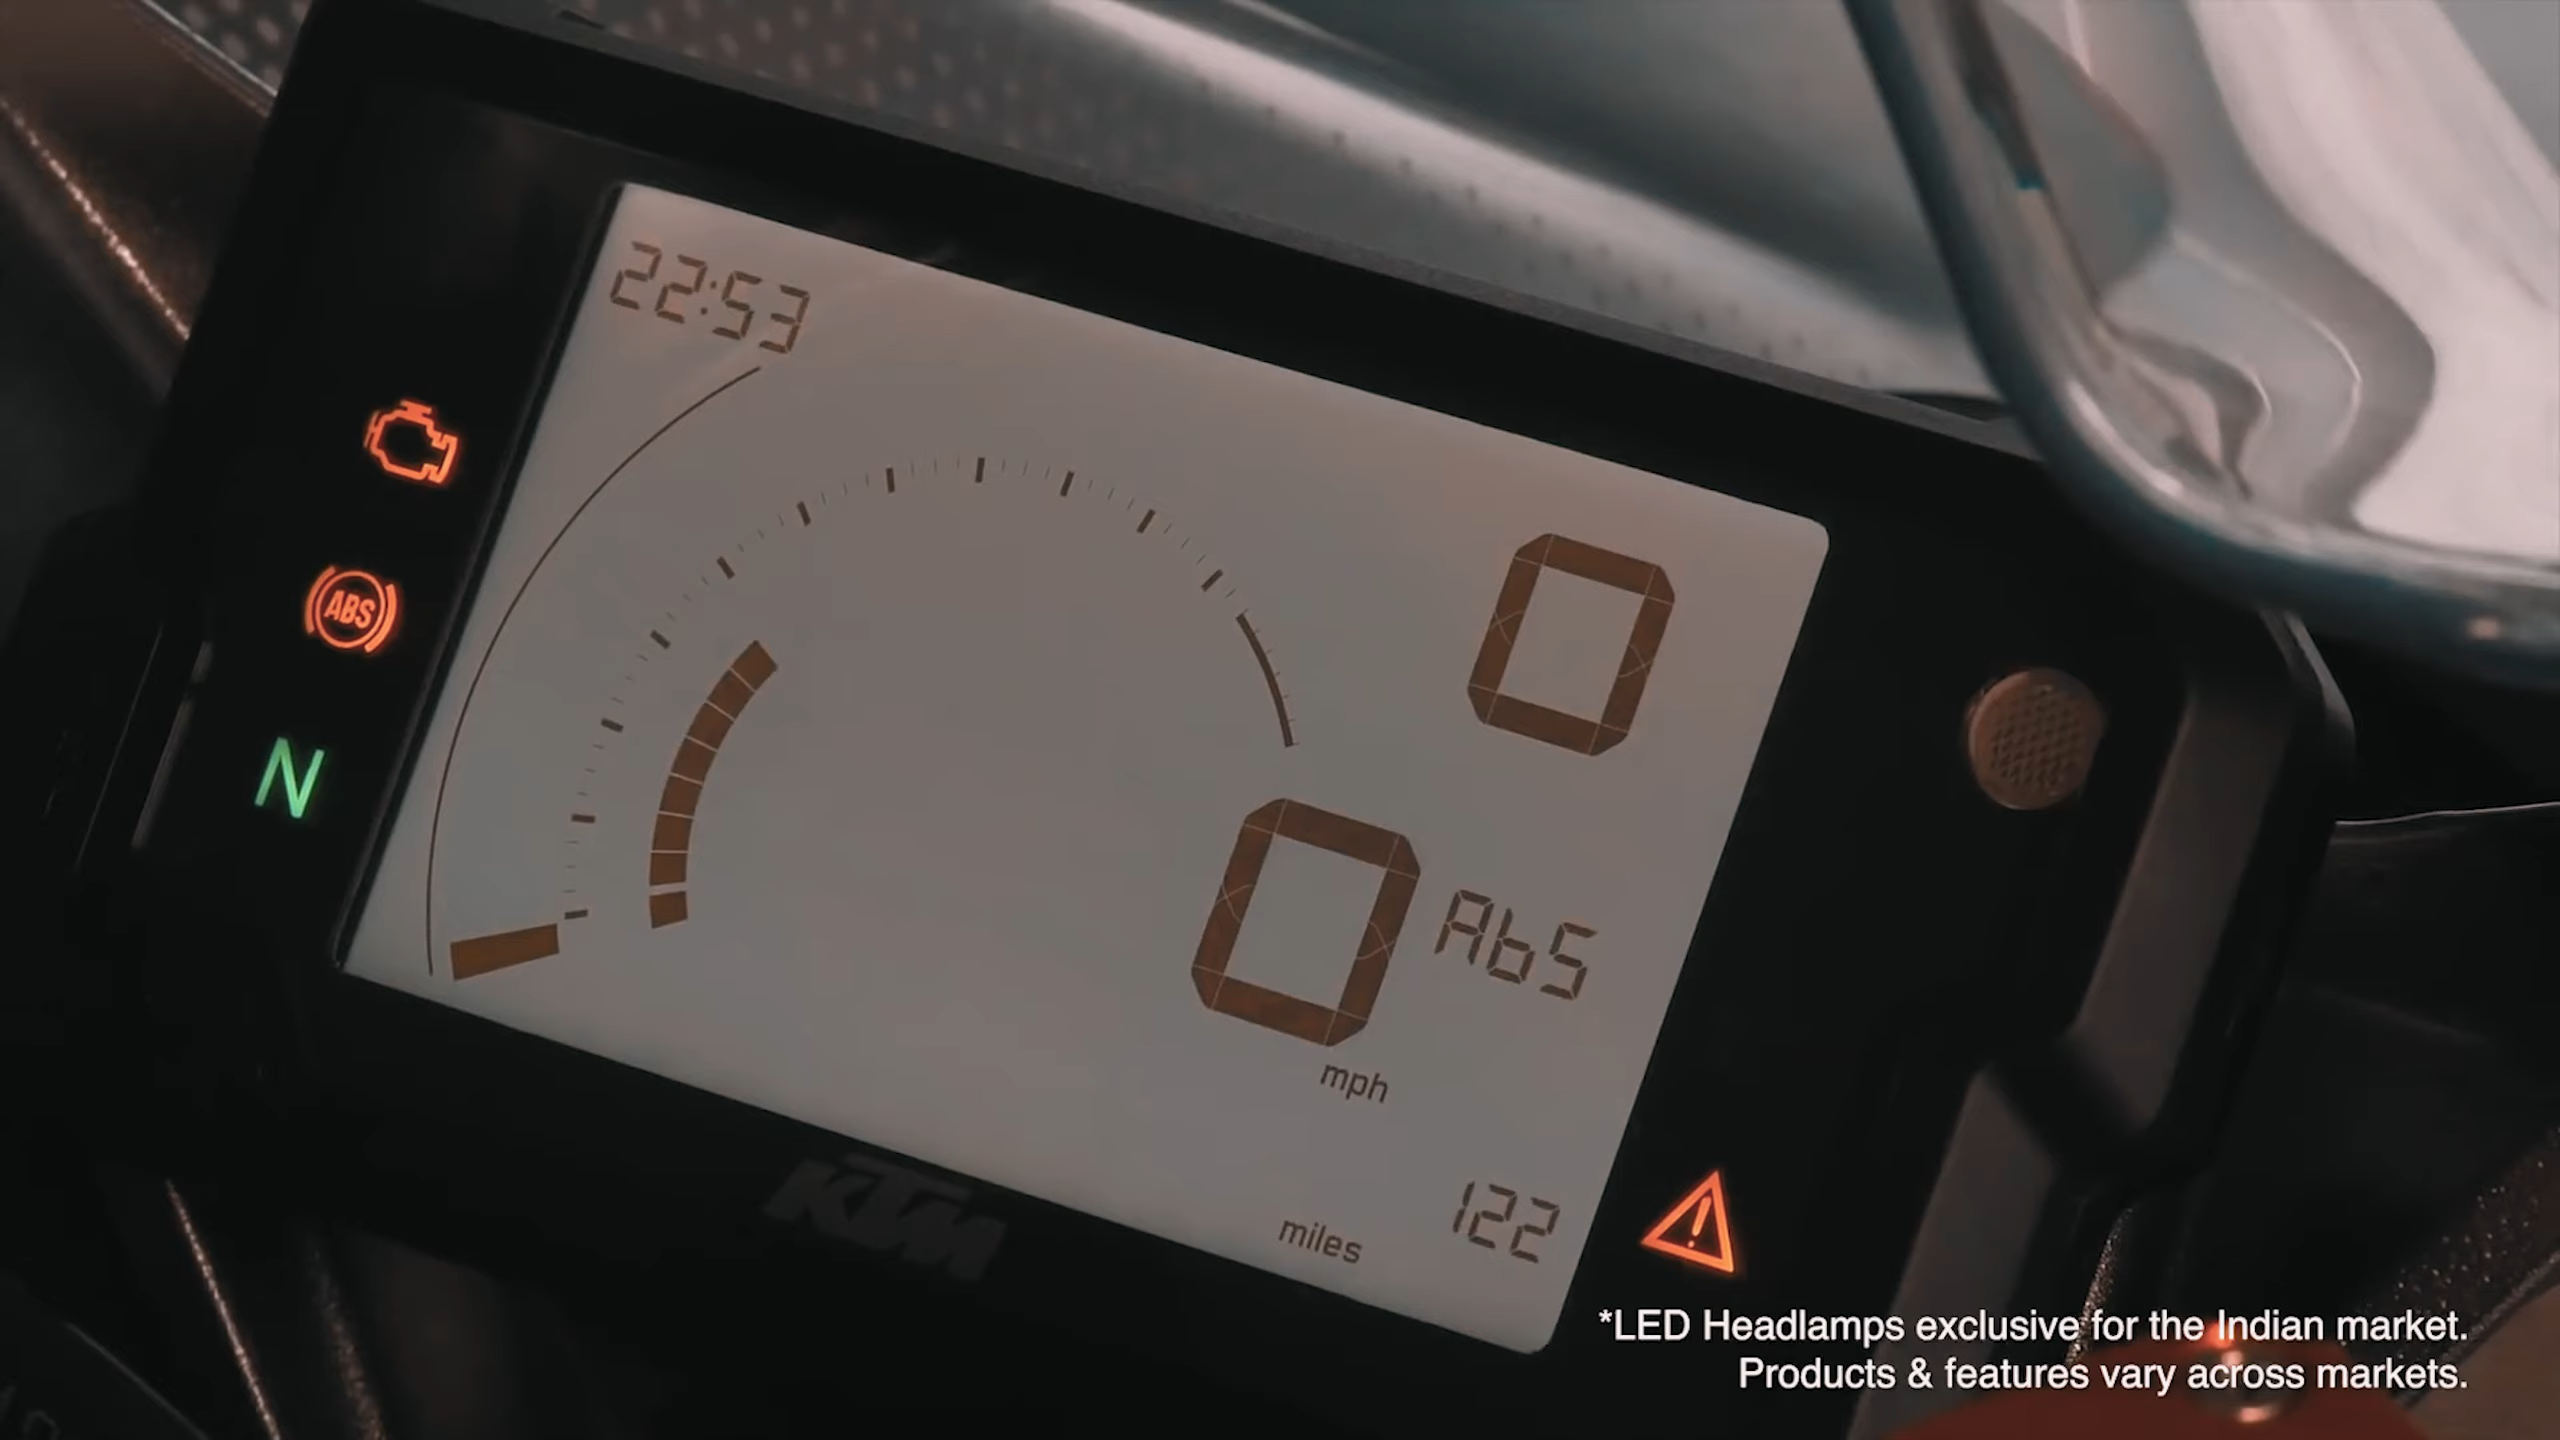 22:53
ABS
N
0
0
AbS
mph
miles
122
KTM
*LED Headlamps exclusive for the Indian market.
Products & features vary across markets.